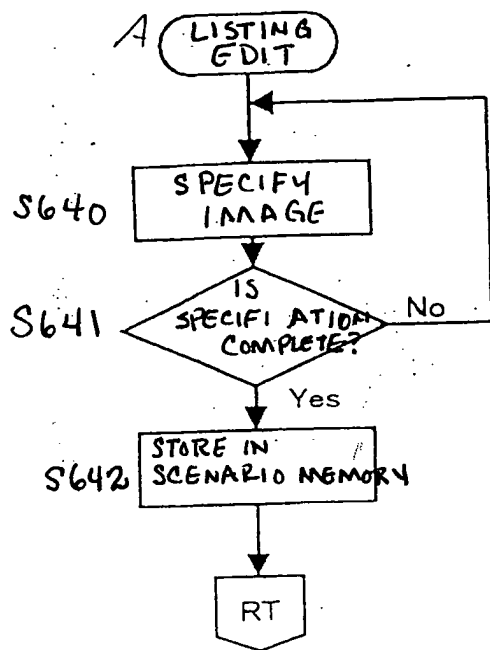 A
LISTING
EDIT
S640
SPECIFY
IMAGE
S641
IS
SPECIFI ATION
COMPLETE?
No
Yes
S642
STORE IN
SCENARIO MEMORY
RT